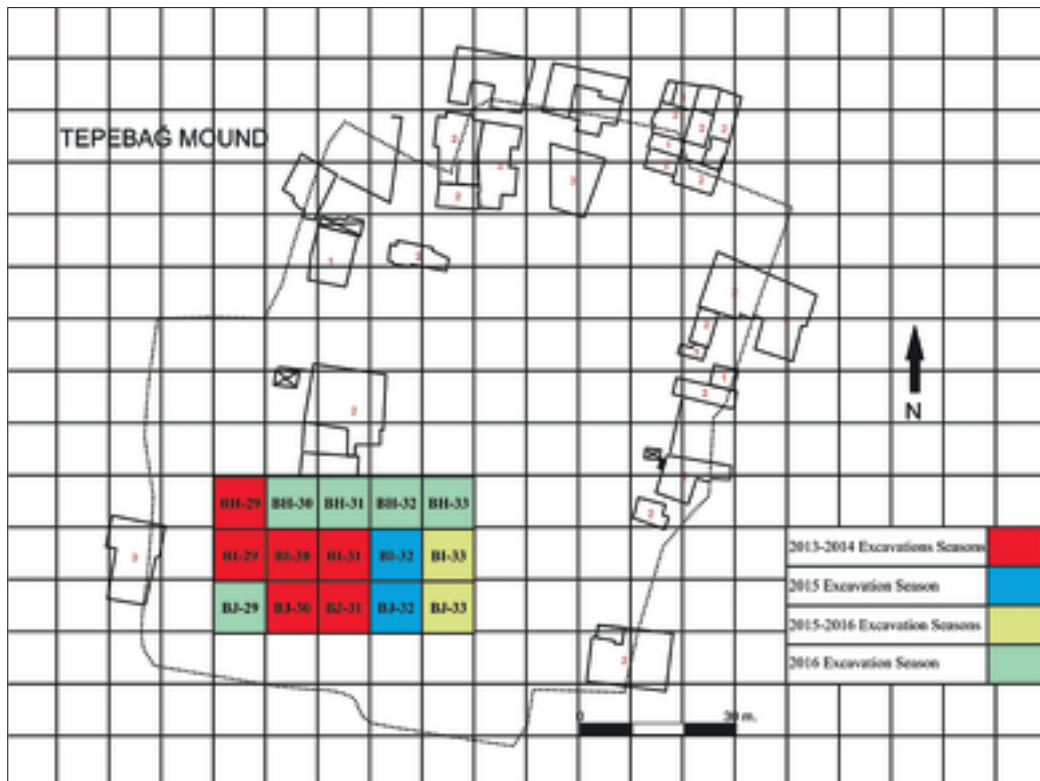 TEPEBAĞ MOUND
N
BH-29 BH-30 BH-31 BH-32 BH-33
BI-29 BI-30 BI-31 BI-32 BI-33
BJ-29 BJ-30 BJ-31 BJ-32 BJ-33
2013-2014 Excavations Seasons
2015 Excavation Season
2015-2016 Excavation Seasons
2016 Excavation Season
0 30 m.